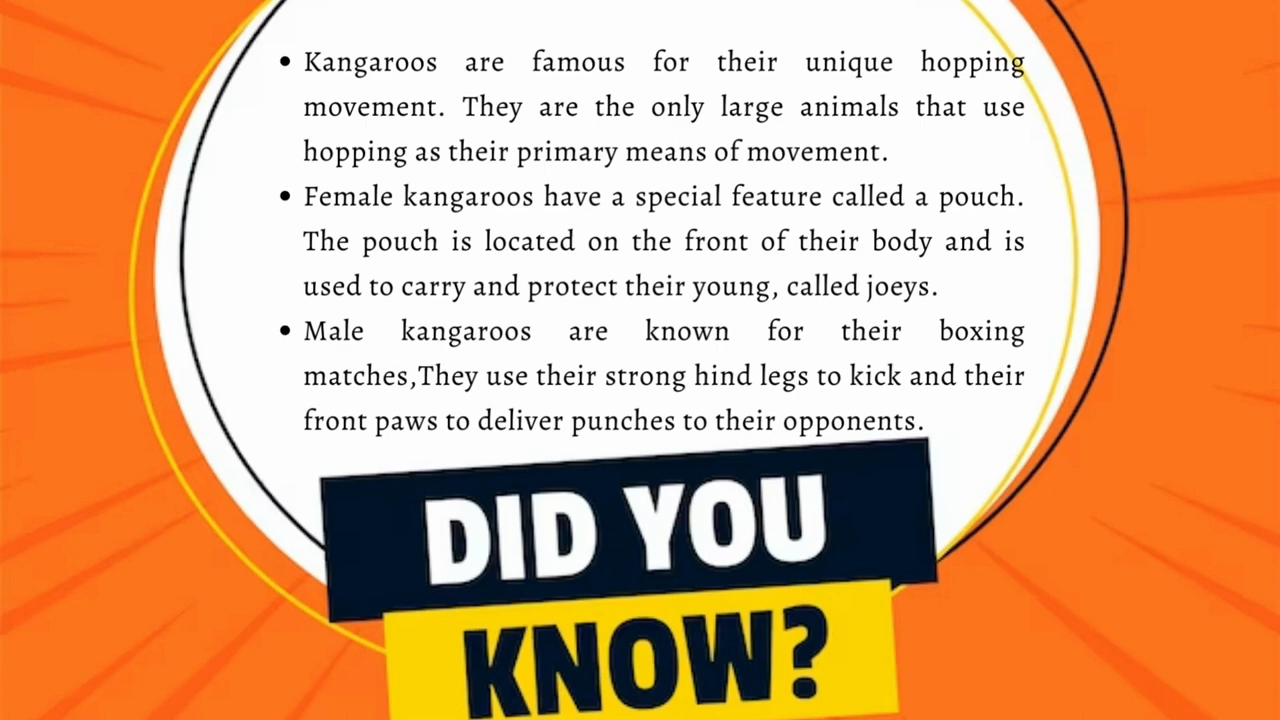 • Kangaroos are famous for their unique hopping
movement. They are the only large animals that use
hopping as their primary means of movement.
• Female kangaroos have a special feature called a pouch.
The pouch is located on the front of their body and is
used to carry and protect their young, called joeys.
• Male kangaroos are known for their boxing
matches,They use their strong hind legs to kick and their
front paws to deliver punches to their opponents.
DID YOU
KNOW?